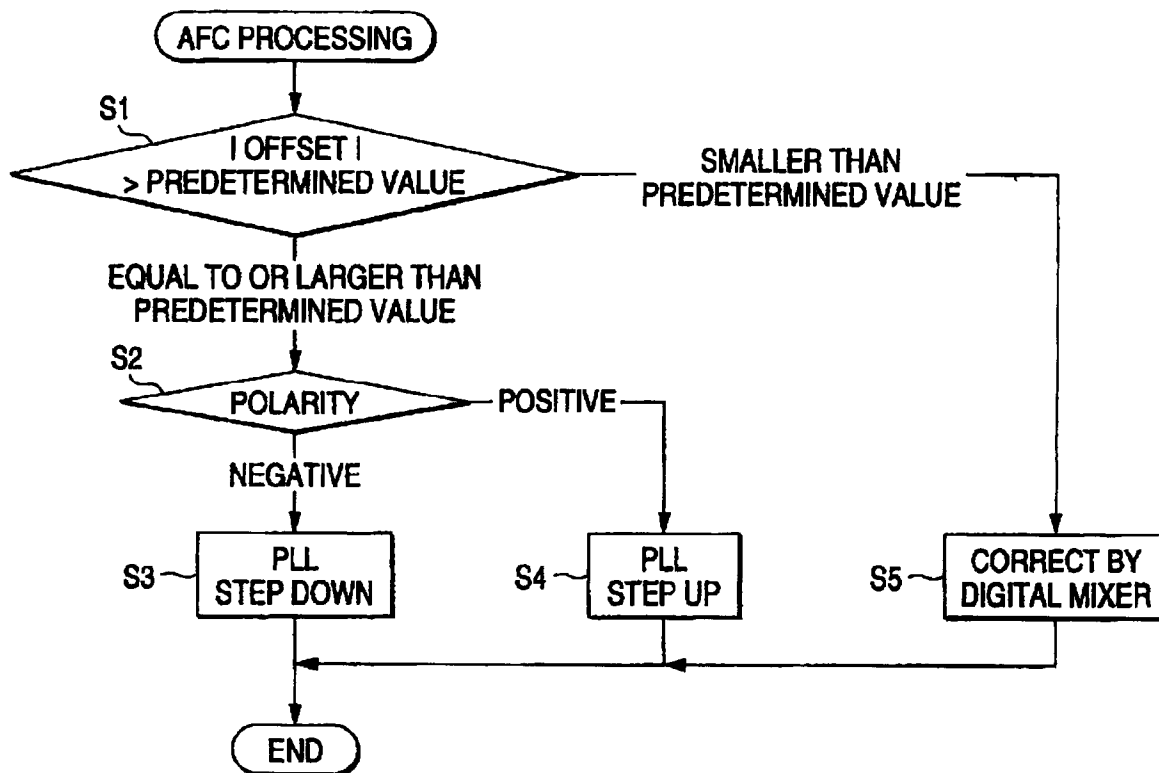 AFC PROCESSING
S1
| OFFSET |
> PREDETERMINED VALUE
SMALLER THAN
PREDETERMINED VALUE
EQUAL TO OR LARGER THAN
PREDETERMINED VALUE
S2
POLARITY
POSITIVE
NEGATIVE
S3
PLL
STEP DOWN
S4
PLL
STEP UP
S5
CORRECT BY
DIGITAL MIXER
END